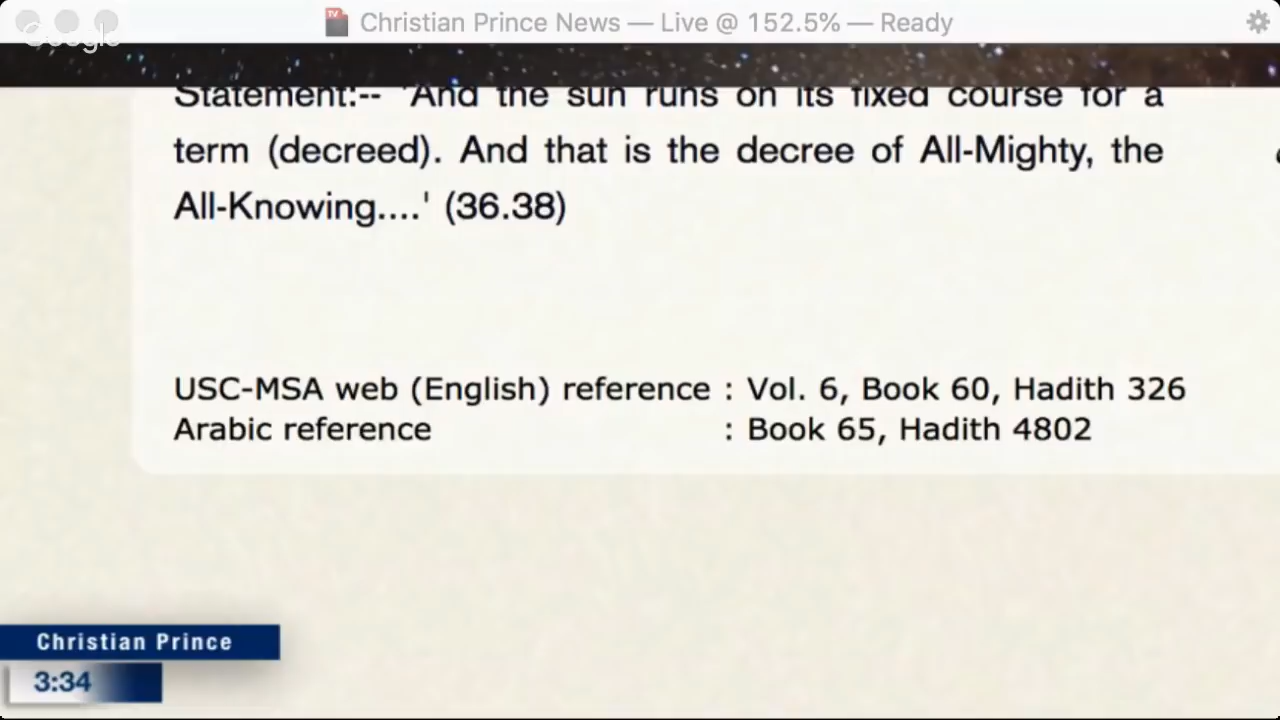 Christian Prince News — Live @ 152.5% — Ready
Google
Statement:-- 'And the sun runs on its fixed course for a
term (decreed). And that is the decree of All-Mighty, the
All-Knowing....' (36.38)
USC-MSA web (English) reference : Vol. 6, Book 60, Hadith 326
Arabic reference : Book 65, Hadith 4802
Christian Prince
3:34